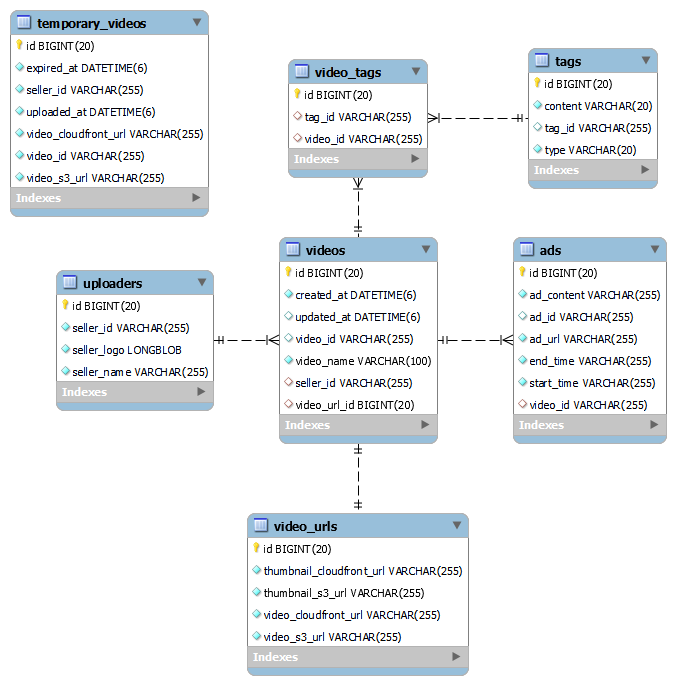 temporary_videos
id BIGINT(20)
expired_at DATETIME(6)
seller_id VARCHAR(255)
uploaded_at DATETIME(6)
video_cloudfront_url VARCHAR(255)
video_id VARCHAR(255)
video_s3_url VARCHAR(255)
Indexes
video_tags
id BIGINT(20)
tag_id VARCHAR(255)
video_id VARCHAR(255)
Indexes
tags
id BIGINT(20)
content VARCHAR(20)
tag_id VARCHAR(255)
type VARCHAR(20)
Indexes
uploaders
id BIGINT(20)
seller_id VARCHAR(255)
seller_logo LONGBLOB
seller_name VARCHAR(255)
Indexes
videos
id BIGINT(20)
created_at DATETIME(6)
updated_at DATETIME(6)
video_id VARCHAR(255)
video_name VARCHAR(100)
seller_id VARCHAR(255)
video_url_id BIGINT(20)
Indexes
ads
id BIGINT(20)
ad_content VARCHAR(255)
ad_id VARCHAR(255)
ad_url VARCHAR(255)
end_time VARCHAR(255)
start_time VARCHAR(255)
video_id VARCHAR(255)
Indexes
video_urls
id BIGINT(20)
thumbnail_cloudfront_url VARCHAR(255)
thumbnail_s3_url VARCHAR(255)
video_cloudfront_url VARCHAR(255)
video_s3_url VARCHAR(255)
Indexes